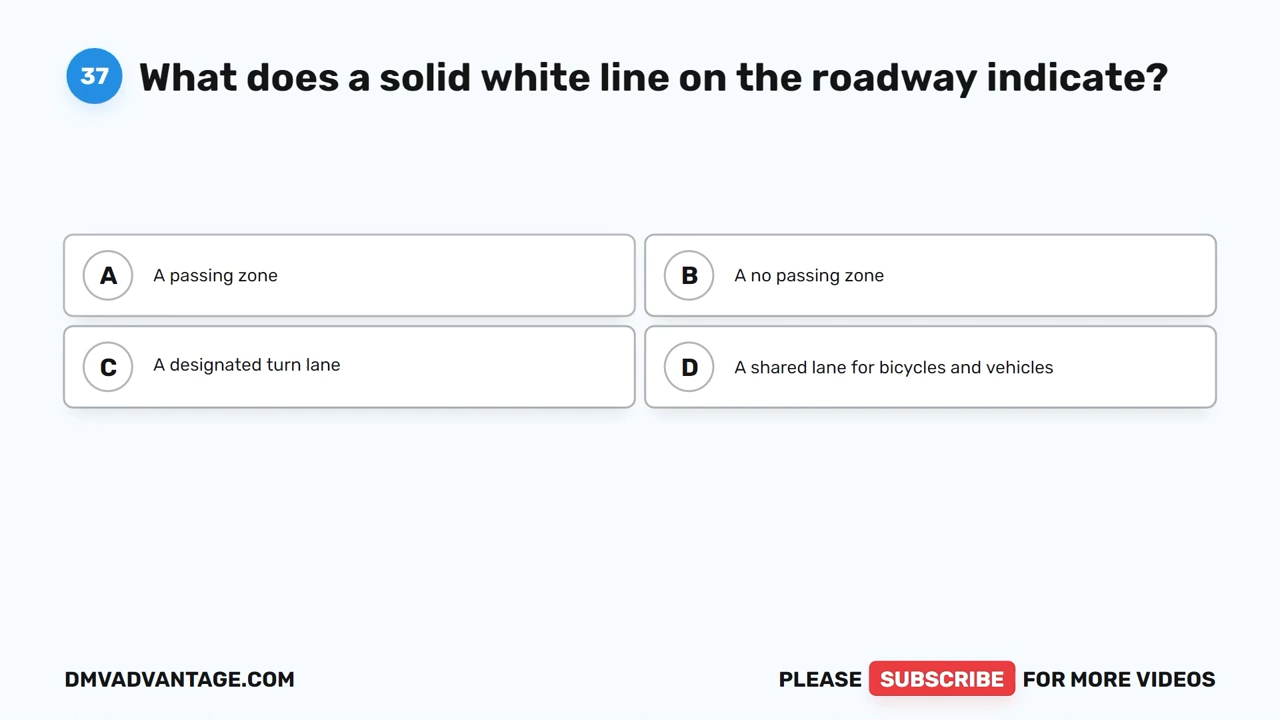 37 What does a solid white line on the roadway indicate?
A A passing zone
B A no passing zone
C A designated turn lane
D A shared lane for bicycles and vehicles
DMVADVANTAGE.COM
PLEASE SUBSCRIBE FOR MORE VIDEOS